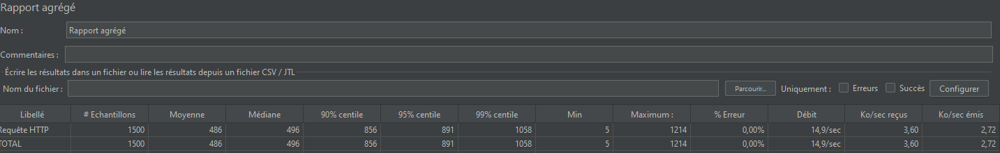 Rapport agrégé
Nom : Rapport agrégé
Commentaires :
Écrire les résultats dans un fichier ou lire les résultats depuis un fichier CSV / JTL
Nom du fichier : Parcourir... Uniquement : Erreurs Succès Configurer
Libellé # Echantillons Moyenne Médiane 90% centile 95% centile 99% centile Min Maximum : % Erreur Débit Ko/sec reçus Ko/sec émis
Requête HTTP 1500 486 496 856 891 1058 5 1214 0,00% 14,9/sec 3,60 2,72
TOTAL 1500 486 496 856 891 1058 5 1214 0,00% 14,9/sec 3,60 2,72